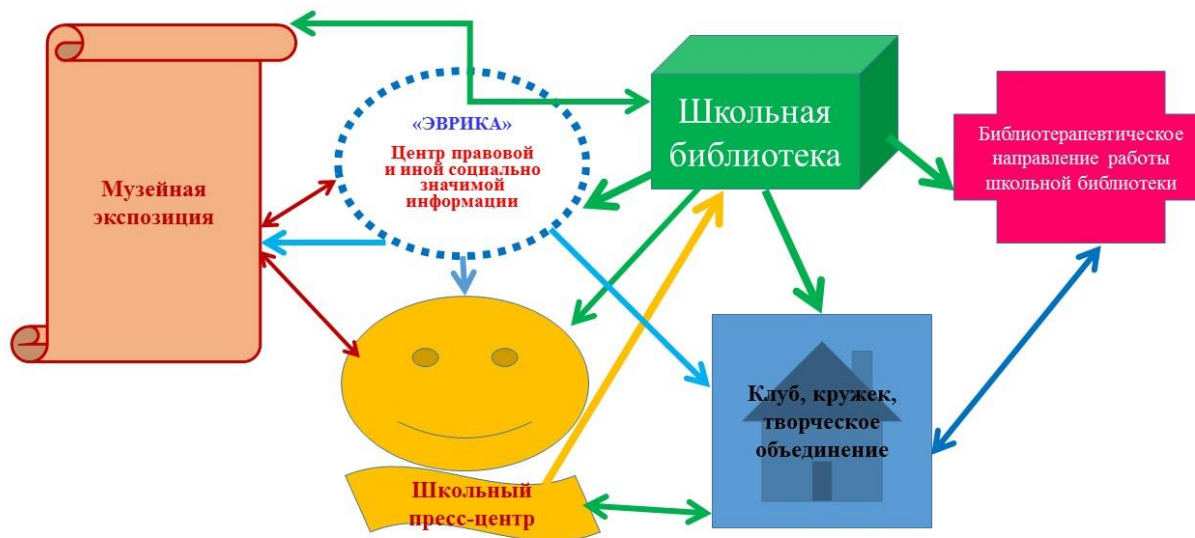 Музейная
экспозиция
«ЭВРИКА»
Центр правовой
и иной социально
значимой
информации
Школьная
библиотека
Библиотерапевтическое
направление работы
школьной библиотеки
Клуб, кружек,
творческое
объединение
Школьный
пресс-центр